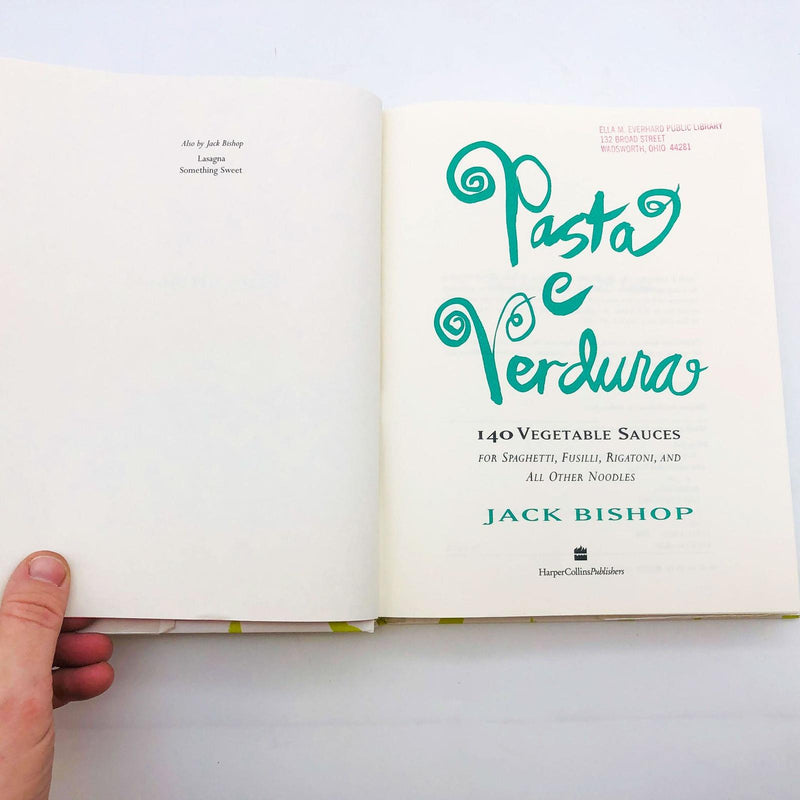 Also by Jack Bishop
Lasagna
Something Sweet
ELLA M. EVERHARD PUBLIC LIBRARY
132 BROAD STREET
WADSWORTH, OHIO 44281
Pasta
e
Verdura
140 VEGETABLE SAUCES
FOR SPAGHETTI, FUSILLI, RIGATONI, AND
ALL OTHER NOODLES
JACK BISHOP
HarperCollinsPublishers